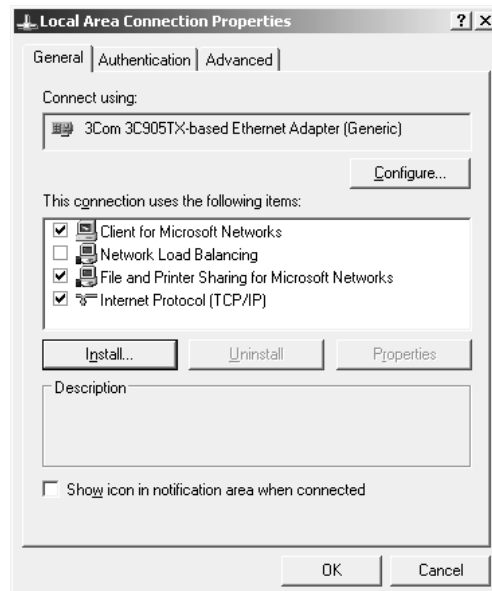 Local Area Connection Properties
General Authentication Advanced
Connect using:
3Com 3C905TX-based Ethernet Adapter (Generic)
Configure...
This connection uses the following items:
Client for Microsoft Networks
Network Load Balancing
File and Printer Sharing for Microsoft Networks
Internet Protocol (TCP/IP)
Install... Uninstall Properties
Description
Show icon in notification area when connected
OK Cancel